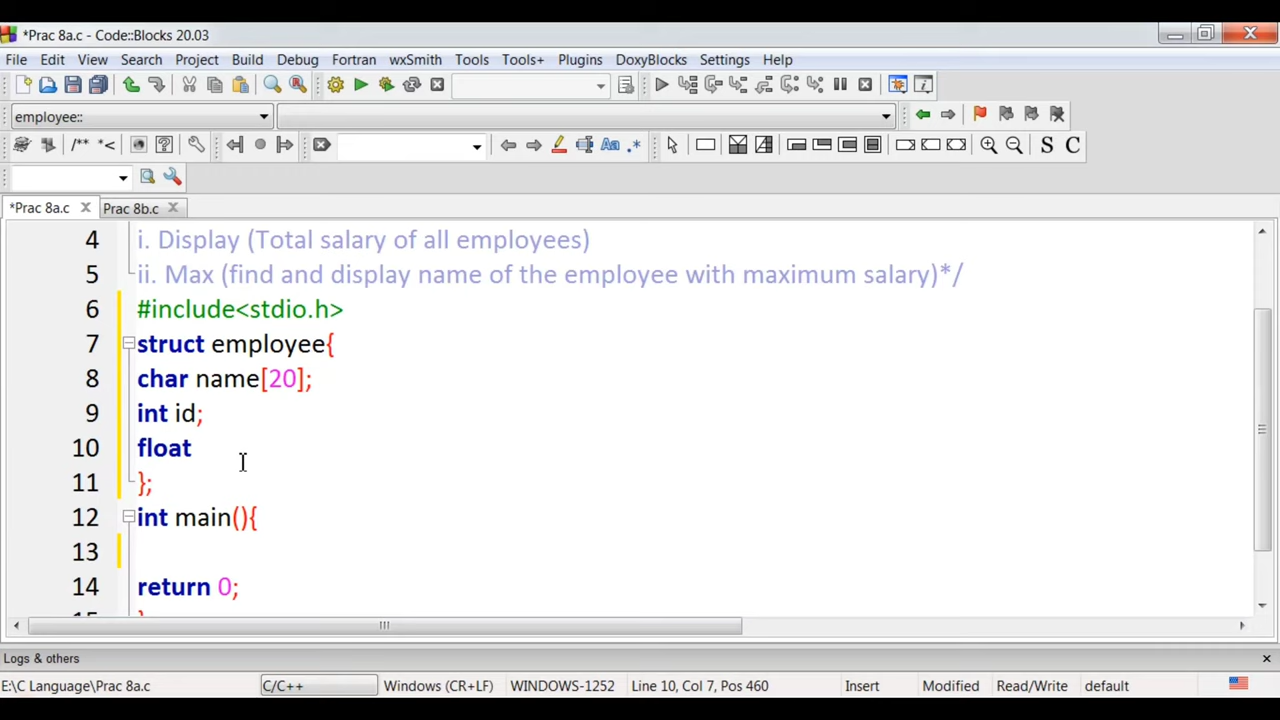 *Prac 8a.c - Code::Blocks 20.03
File Edit View Search Project Build Debug Fortran wxSmith Tools Tools+ Plugins DoxyBlocks Settings Help
employee::
/** *<
Aa .* S C
*Prac 8a.c Prac 8b.c
4 i. Display (Total salary of all employees)
5 ii. Max (find and display name of the employee with maximum salary)*/
6 #include<stdio.h>
7 struct employee{
8 char name[20];
9 int id;
10 float
11 };
12 int main(){
13
14 return 0;
Logs & others
E:\C Language\Prac 8a.c C/C++ Windows (CR+LF) WINDOWS-1252 Line 10, Col 7, Pos 460 Insert Modified Read/Write default